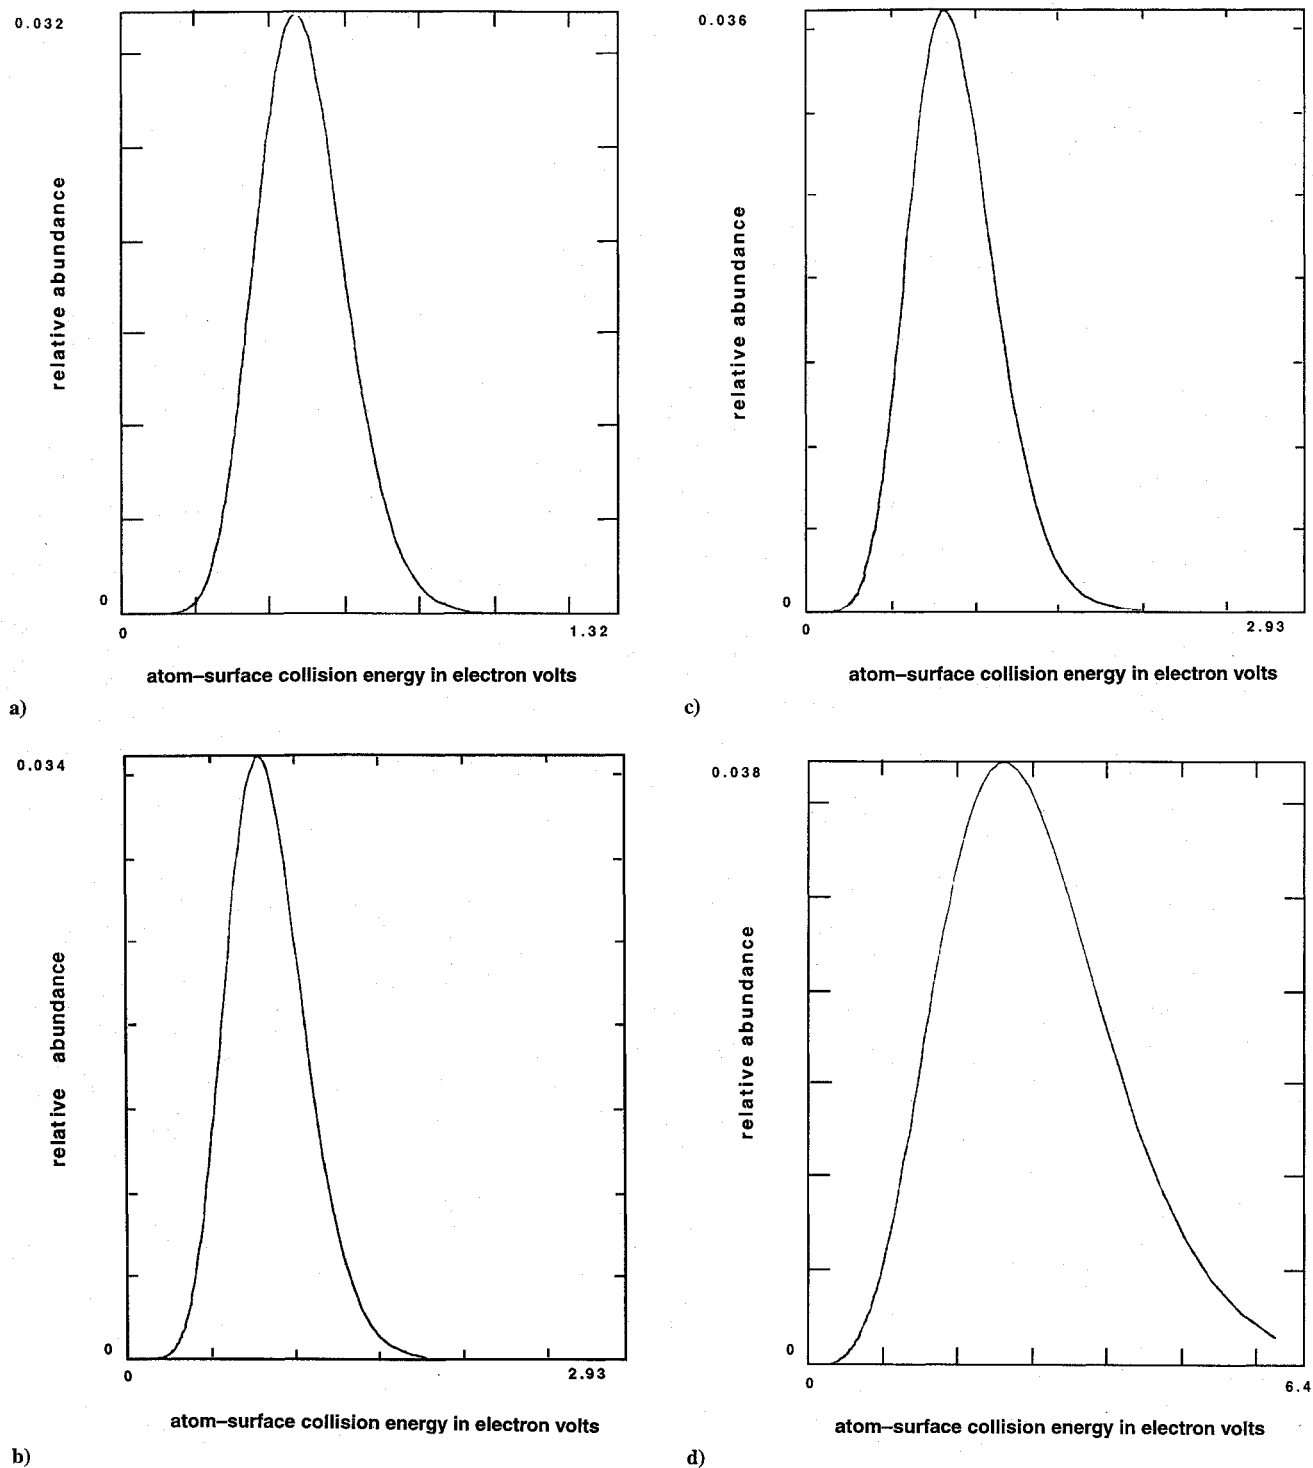 0.032
relative abundance
0
0
1.32
atom–surface collision energy in electron volts
a)
0.036
relative abundance
0
0
2.93
atom–surface collision energy in electron volts
c)
0.034
relative abundance
0
0
2.93
atom–surface collision energy in electron volts
b)
0.038
relative abundance
0
0
6.4
atom–surface collision energy in electron volts
d)